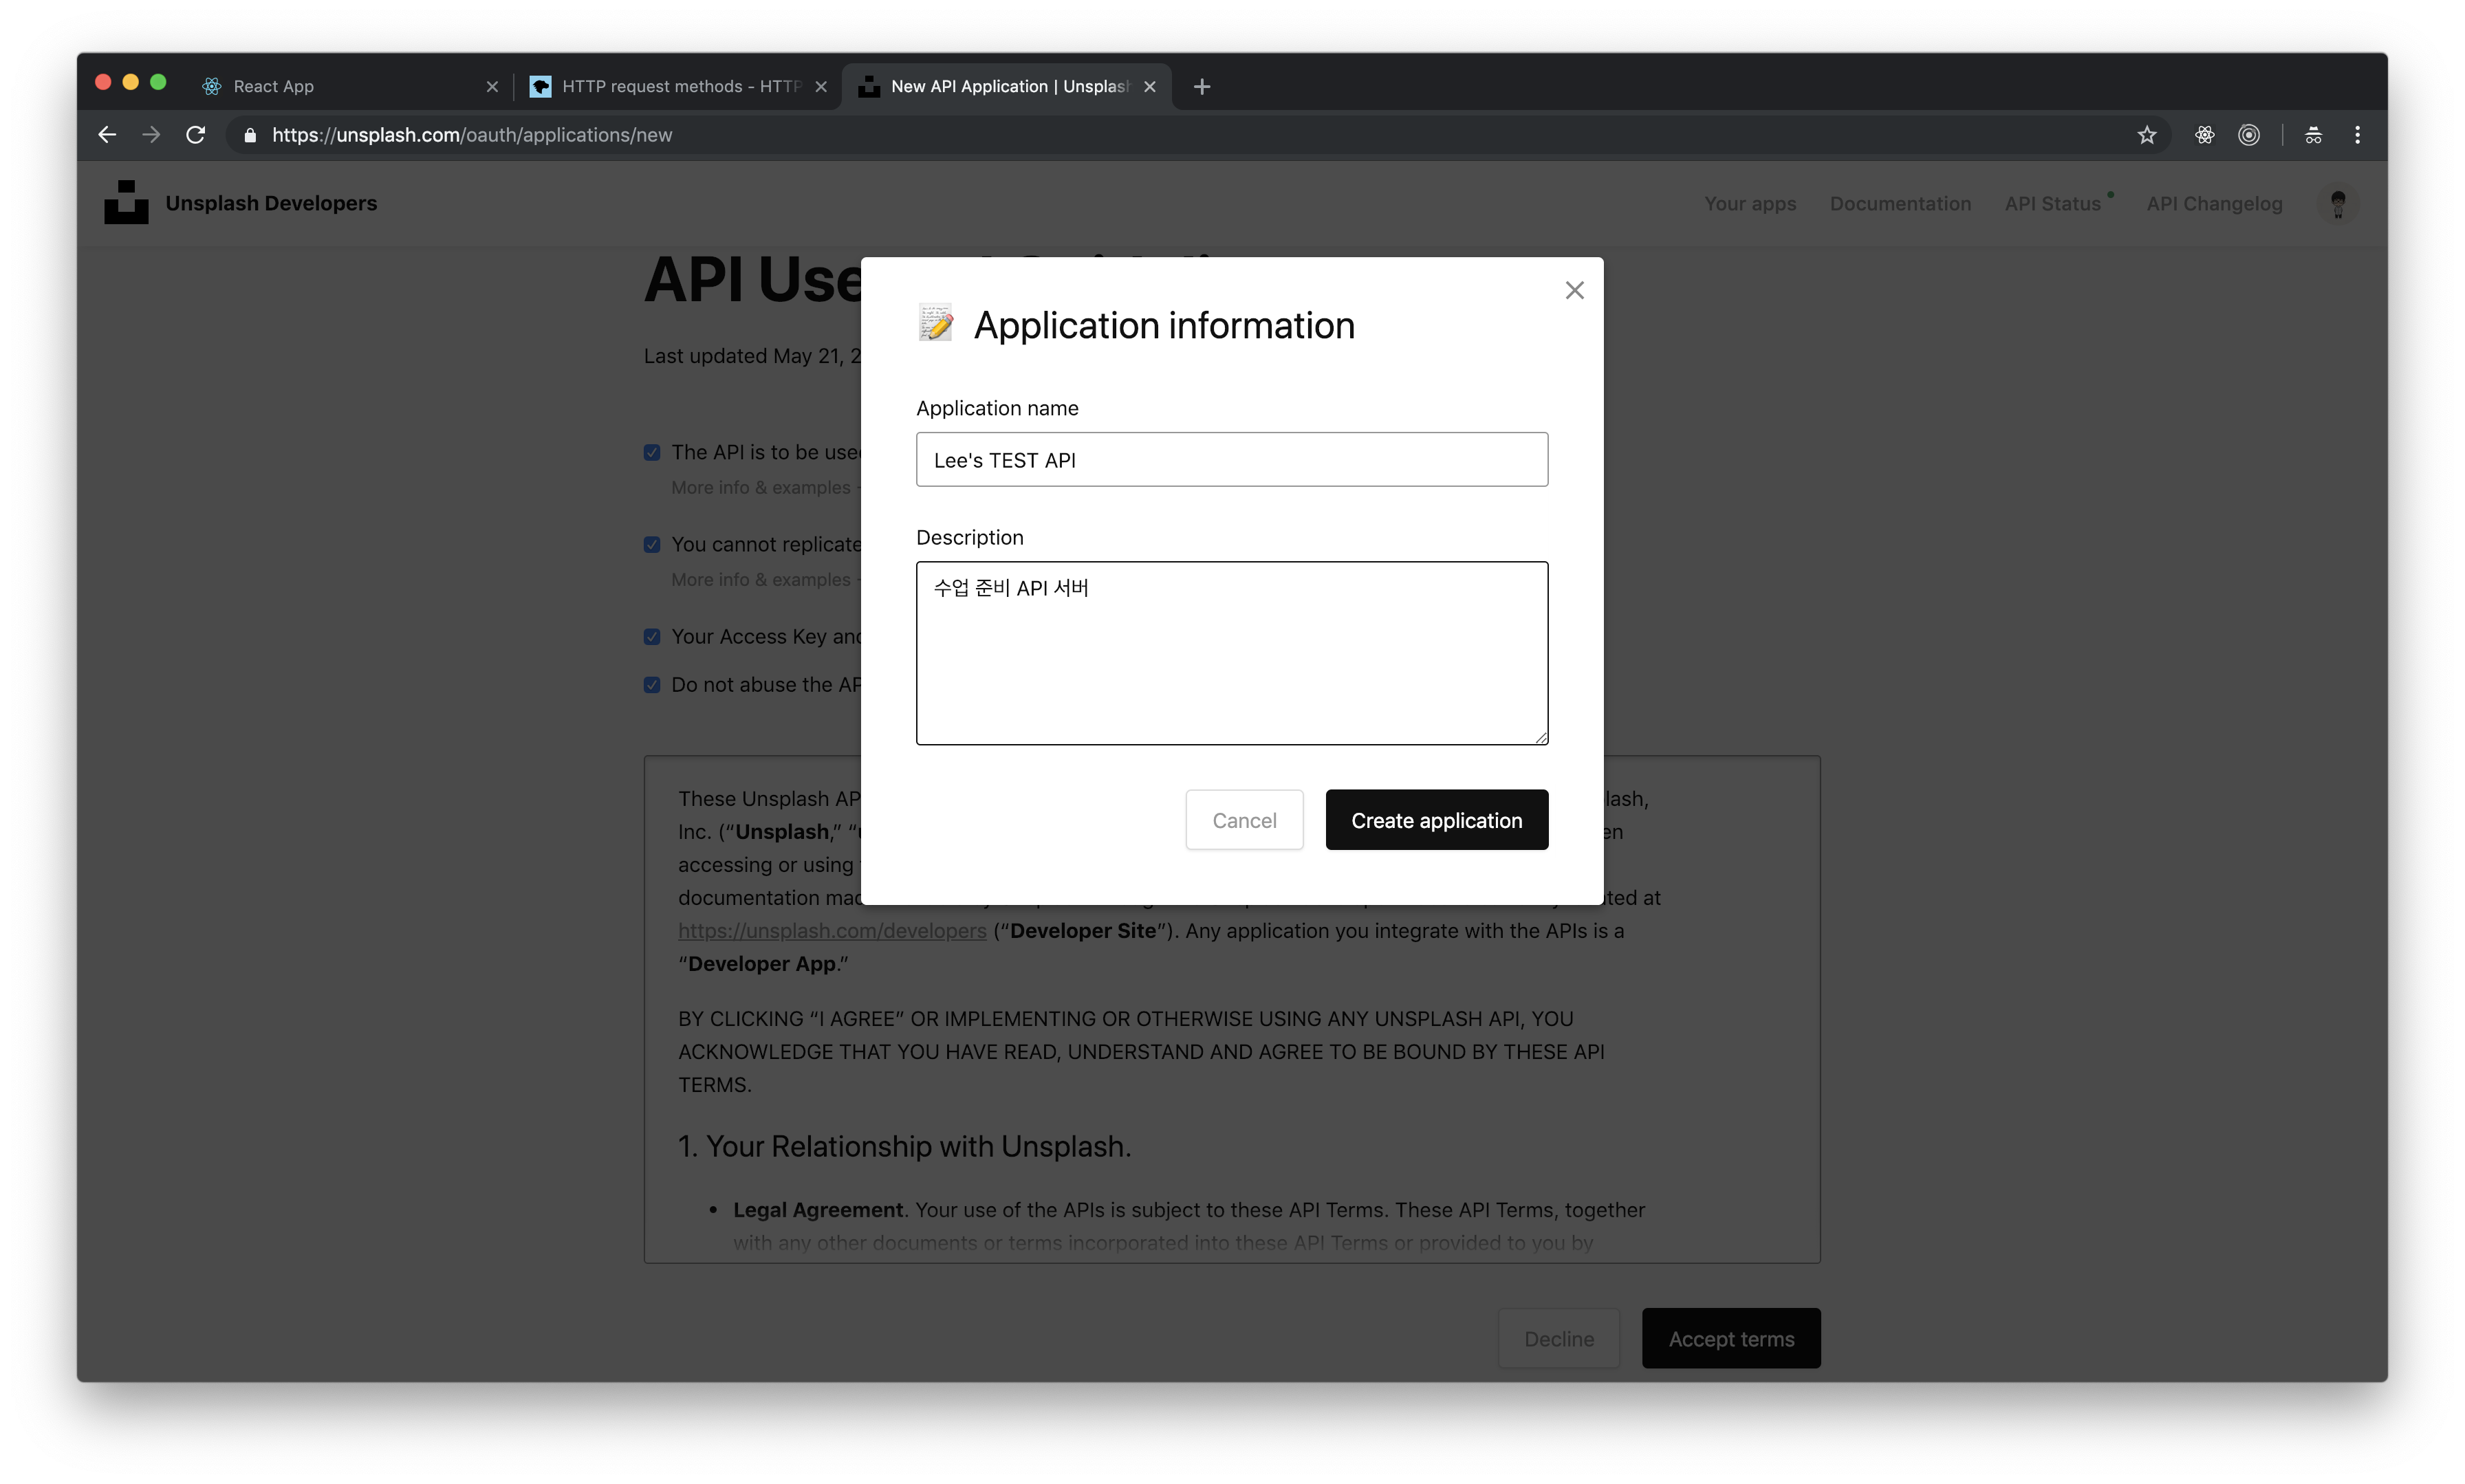 React App
HTTP request methods - HTTP
New API Application | Unsplash
https://unsplash.com/oauth/applications/new
Unsplash Developers
Your apps
Documentation
API Status
API Changelog
API Use
Last updated May 21, 2
The API is to be used
More info & examples
You cannot replicate
More info & examples
Your Access Key and
Do not abuse the AP
Application information
Application name
Lee's TEST API
Description
수업 준비 API 서버
Cancel
Create application
These Unsplash AP lash,
Inc. (“Unsplash,” “u en
accessing or using
documentation mad ted at
https://unsplash.com/developers (“Developer Site”). Any application you integrate with the APIs is a
“Developer App.”
BY CLICKING “I AGREE” OR IMPLEMENTING OR OTHERWISE USING ANY UNSPLASH API, YOU
ACKNOWLEDGE THAT YOU HAVE READ, UNDERSTAND AND AGREE TO BE BOUND BY THESE API
TERMS.
1. Your Relationship with Unsplash.
• Legal Agreement. Your use of the APIs is subject to these API Terms. These API Terms, together
with any other documents or terms incorporated into these API Terms or provided to you by
Decline
Accept terms